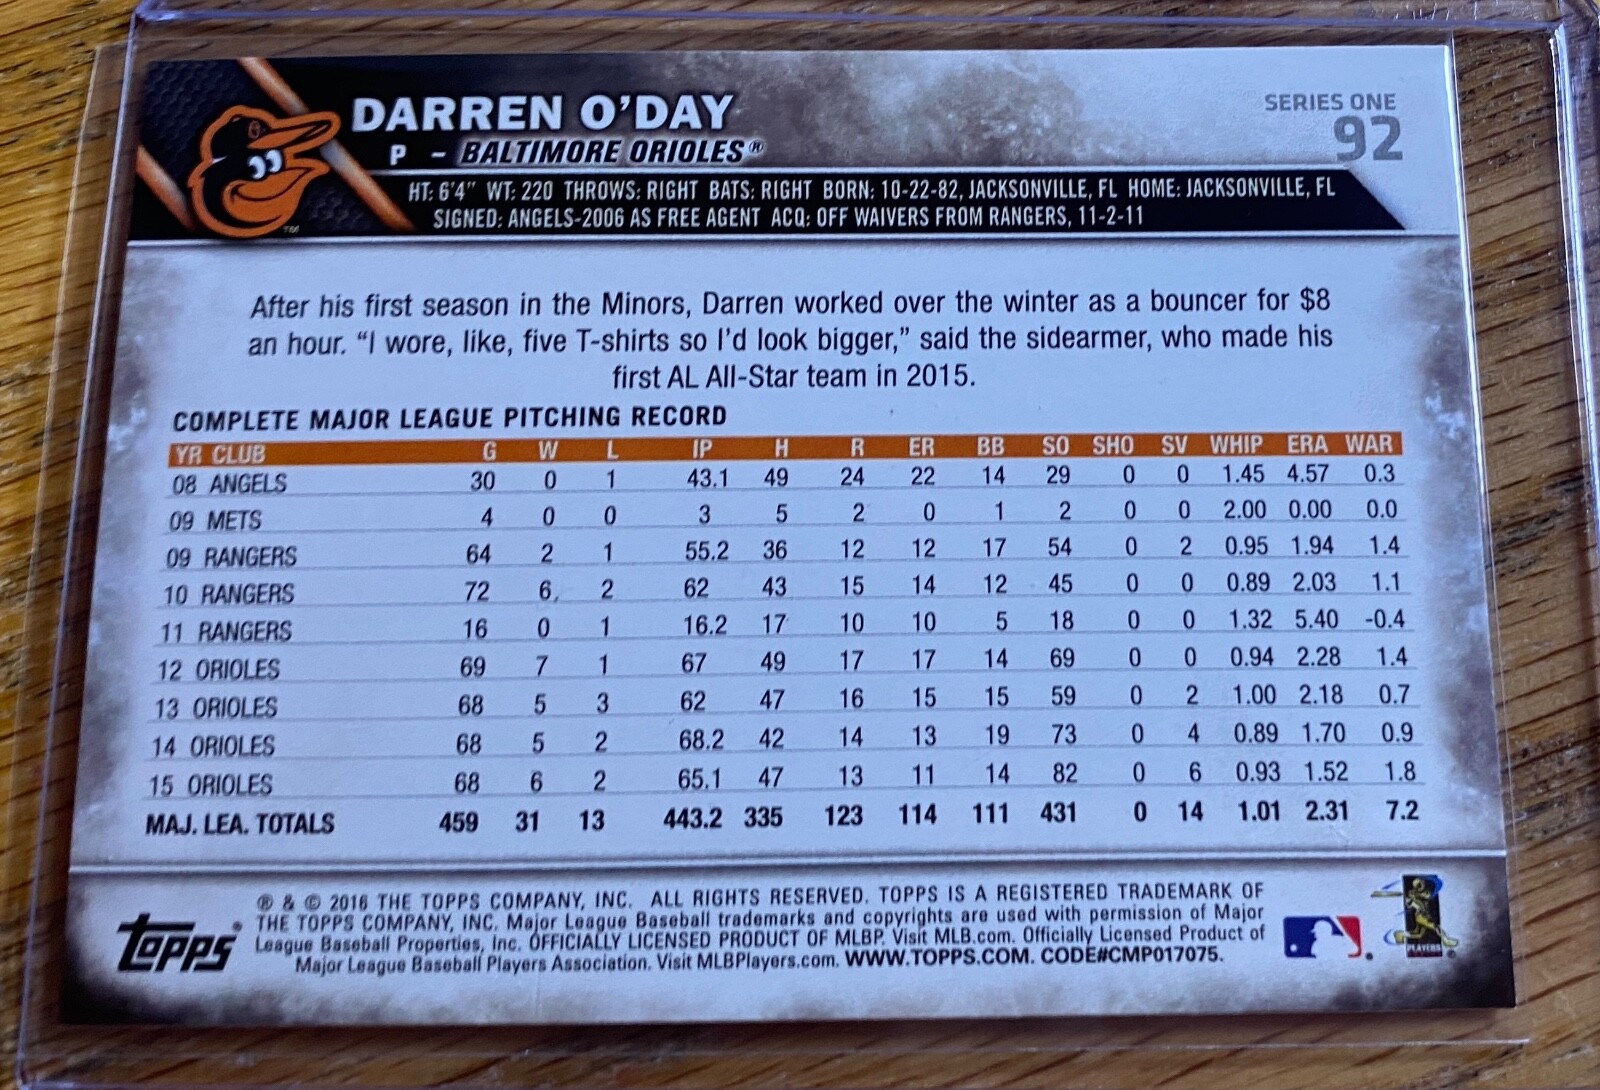 DARREN O'DAY
SERIES ONE
92
P - BALTIMORE ORIOLES®
HT: 6'4" WT: 220 THROWS: RIGHT BATS: RIGHT BORN: 10-22-82, JACKSONVILLE, FL HOME: JACKSONVILLE, FL
SIGNED: ANGELS-2006 AS FREE AGENT ACQ: OFF WAIVERS FROM RANGERS, 11-2-11
TM
After his first season in the Minors, Darren worked over the winter as a bouncer for $8
an hour. “I wore, like, five T-shirts so I’d look bigger,” said the sidearmer, who made his
first AL All-Star team in 2015.
COMPLETE MAJOR LEAGUE PITCHING RECORD
YR CLUB G W L IP H R ER BB SO SHO SV WHIP ERA WAR
08 ANGELS 30 0 1 43.1 49 24 22 14 29 0 0 1.45 4.57 0.3
09 METS 4 0 0 3 5 2 0 1 2 0 0 2.00 0.00 0.0
09 RANGERS 64 2 1 55.2 36 12 12 17 54 0 2 0.95 1.94 1.4
10 RANGERS 72 6 2 62 43 15 14 12 45 0 0 0.89 2.03 1.1
11 RANGERS 16 0 1 16.2 17 10 10 5 18 0 0 1.32 5.40 -0.4
12 ORIOLES 69 7 1 67 49 17 17 14 69 0 0 0.94 2.28 1.4
13 ORIOLES 68 5 3 62 47 16 15 15 59 0 2 1.00 2.18 0.7
14 ORIOLES 68 5 2 68.2 42 14 13 19 73 0 4 0.89 1.70 0.9
15 ORIOLES 68 6 2 65.1 47 13 11 14 82 0 6 0.93 1.52 1.8
MAJ. LEA. TOTALS 459 31 13 443.2 335 123 114 111 431 0 14 1.01 2.31 7.2
® & © 2016 THE TOPPS COMPANY, INC. ALL RIGHTS RESERVED. TOPPS IS A REGISTERED TRADEMARK OF
THE TOPPS COMPANY, INC. Major League Baseball trademarks and copyrights are used with permission of Major
League Baseball Properties, Inc. OFFICIALLY LICENSED PRODUCT OF MLBP. Visit MLB.com. Officially Licensed Product of
Major League Baseball Players Association. Visit MLBPlayers.com. WWW.TOPPS.COM. CODE#CMP017075.
Topps®
PLAYERS